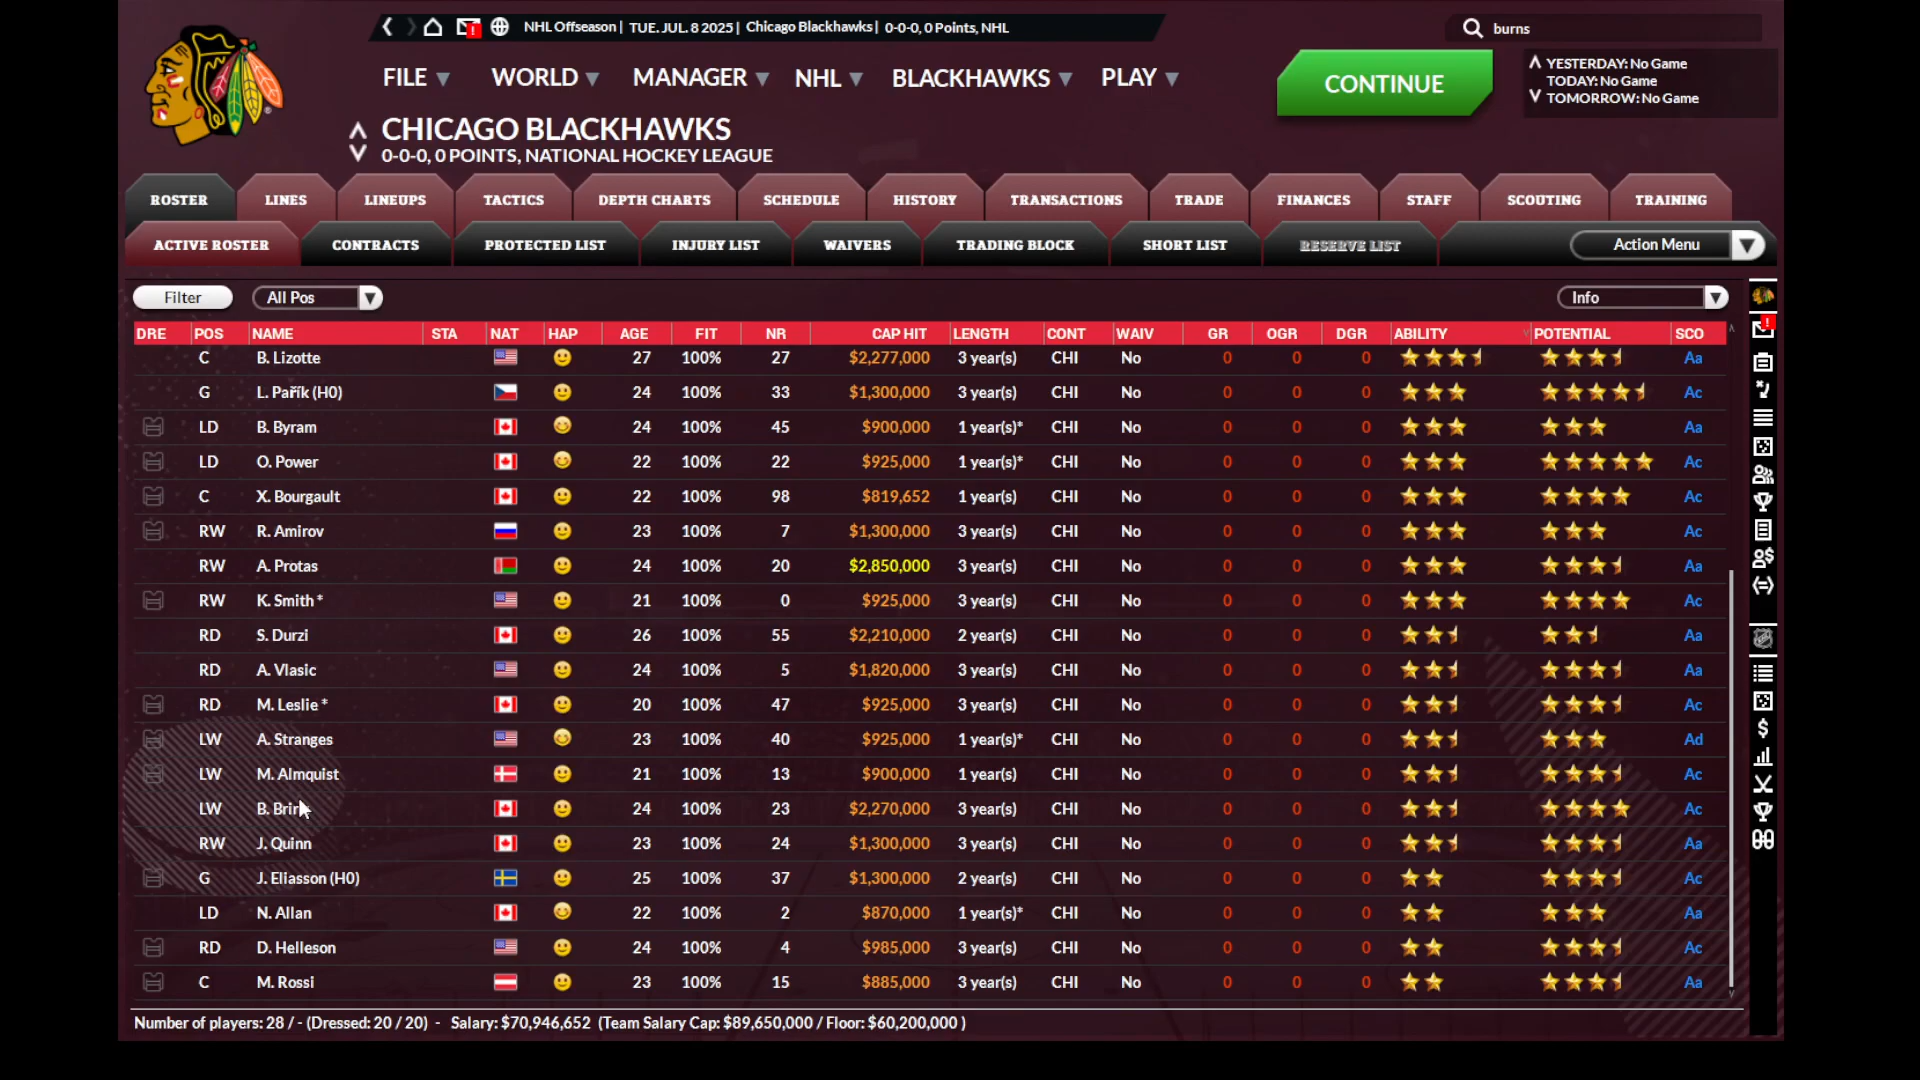 NHL Offseason | TUE. JUL. 8 2025 | Chicago Blackhawks | 0-0-0, 0 Points, NHL
burns
FILE WORLD MANAGER NHL BLACKHAWKS PLAY
CONTINUE
YESTERDAY: No Game
TODAY: No Game
TOMORROW: No Game
CHICAGO BLACKHAWKS
0-0-0, 0 POINTS, NATIONAL HOCKEY LEAGUE
ROSTER LINES LINEUPS TACTICS DEPTH CHARTS SCHEDULE HISTORY TRANSACTIONS TRADE FINANCES STAFF SCOUTING TRAINING
ACTIVE ROSTER CONTRACTS PROTECTED LIST INJURY LIST WAIVERS TRADING BLOCK SHORT LIST RESERVE LIST Action Menu
Filter All Pos Info
DRE POS NAME STA NAT HAP AGE FIT NR CAP HIT LENGTH CONT WAIV GR OGR DGR ABILITY POTENTIAL SCO
C B. Lizotte 27 100% 27 $2,277,000 3 year(s) CHI No 0 0 0 Aa
G L. Pařík (H0) 24 100% 33 $1,300,000 3 year(s) CHI No 0 0 0 Ac
LD B. Byram 24 100% 45 $900,000 1 year(s)* CHI No 0 0 0 Aa
LD O. Power 22 100% 22 $925,000 1 year(s)* CHI No 0 0 0 Ac
C X. Bourgault 22 100% 98 $819,652 1 year(s) CHI No 0 0 0 Ac
RW R. Amirov 23 100% 7 $1,300,000 3 year(s) CHI No 0 0 0 Ac
RW A. Protas 24 100% 20 $2,850,000 3 year(s) CHI No 0 0 0 Aa
RW K. Smith * 21 100% 0 $925,000 3 year(s) CHI No 0 0 0 Ac
RD S. Durzi 26 100% 55 $2,210,000 2 year(s) CHI No 0 0 0 Aa
RD A. Vlasic 24 100% 5 $1,820,000 3 year(s) CHI No 0 0 0 Aa
RD M. Leslie * 20 100% 47 $925,000 3 year(s) CHI No 0 0 0 Ac
LW A. Stranges 23 100% 40 $925,000 1 year(s)* CHI No 0 0 0 Ad
LW M. Almquist 21 100% 13 $900,000 1 year(s) CHI No 0 0 0 Ac
LW B. 24 100% 23 $2,270,000 3 year(s) CHI No 0 0 0 Ac
RW J. Quinn 23 100% 24 $1,300,000 3 year(s) CHI No 0 0 0 Aa
G J. Eliasson (H0) 25 100% 37 $1,300,000 2 year(s) CHI No 0 0 0 Ac
LD N. Allan 22 100% 2 $870,000 1 year(s)* CHI No 0 0 0 Aa
RD D. Helleson 24 100% 4 $985,000 3 year(s) CHI No 0 0 0 Ac
C M. Rossi 23 100% 15 $885,000 3 year(s) CHI No 0 0 0 Aa
Number of players: 28 / - (Dressed: 20 / 20) - Salary: $70,946,652 (Team Salary Cap: $89,650,000 / Floor: $60,200,000 )